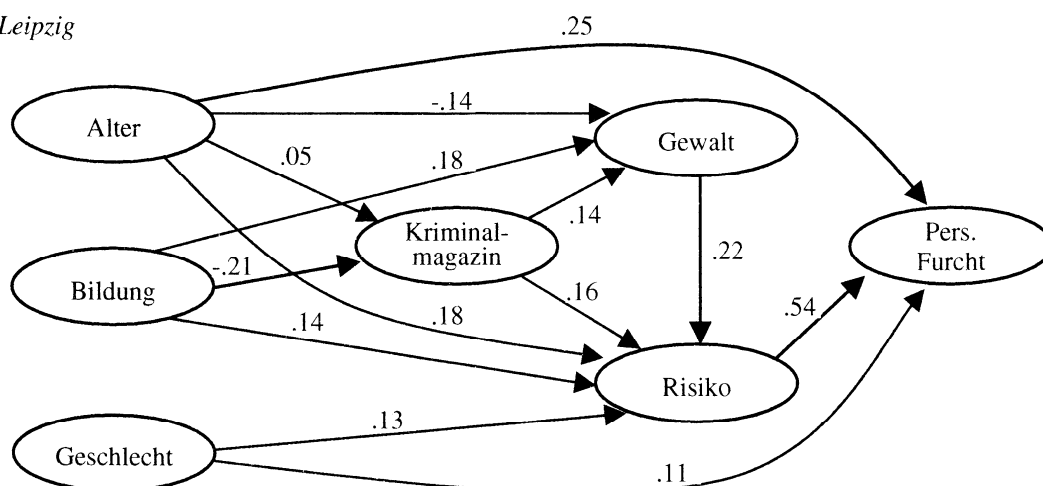 Leipzig
.25
Alter
-.14
Gewalt
.05
.18
Kriminal-
magazin
.14
Pers.
Furcht
.22
-.21
Bildung
.16
.14
.18
.54
Risiko
.13
Geschlecht
.11